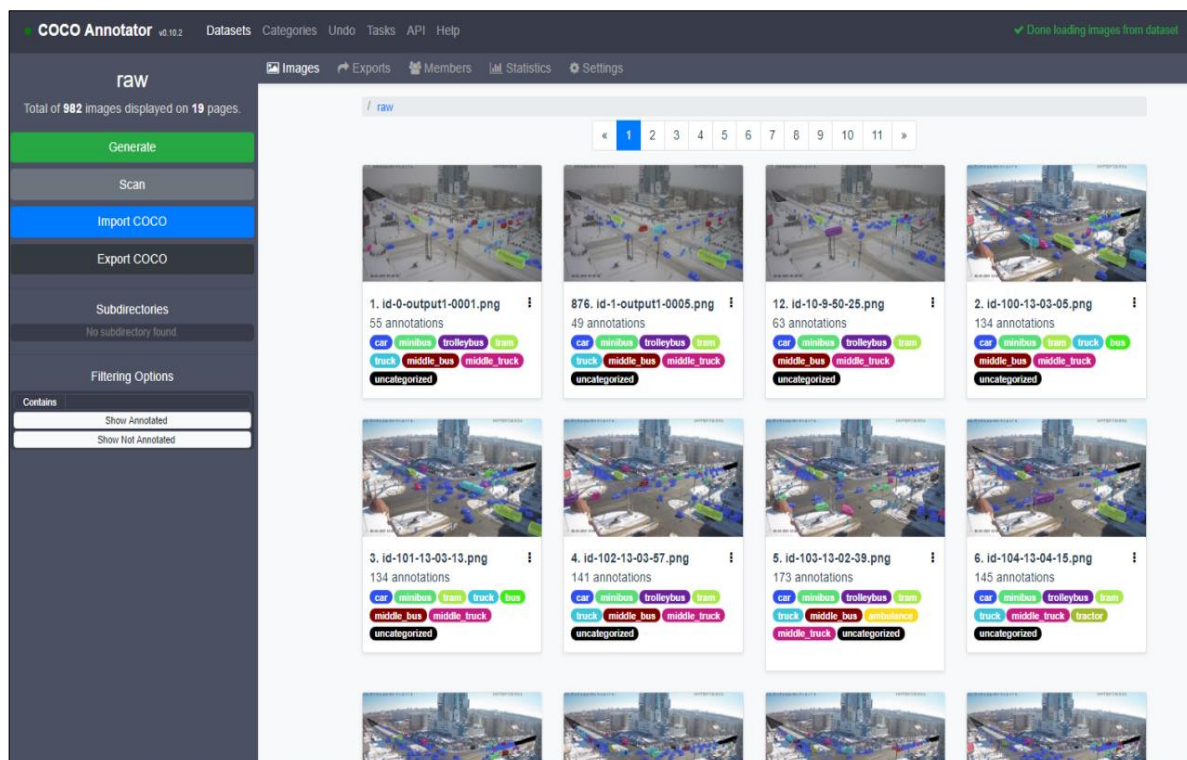 COCO Annotator v0.10.2 Datasets Categories Undo Tasks API Help
✔ Done loading images from dataset
raw
Total of 982 images displayed on 19 pages.
Generate
Scan
Import COCO
Export COCO
Subdirectories
No subdirectory found.
Filtering Options
Contains
Show Annotated
Show Not Annotated
Images Exports Members Statistics Settings
/ raw
« 1 2 3 4 5 6 7 8 9 10 11 »
1. id-0-output1-0001.png
55 annotations
car minibus trolleybus tram
truck middle_bus middle_truck
uncategorized
876. id-1-output1-0005.png
49 annotations
car minibus trolleybus tram
truck middle_bus middle_truck
uncategorized
12. id-10-9-50-25.png
63 annotations
car minibus trolleybus tram
middle_bus middle_truck
uncategorized
2. id-100-13-03-05.png
134 annotations
car minibus tram truck bus
middle_bus middle_truck
uncategorized
3. id-101-13-03-13.png
134 annotations
car minibus tram truck bus
middle_bus middle_truck
uncategorized
4. id-102-13-03-57.png
141 annotations
car minibus trolleybus tram
truck middle_bus middle_truck
uncategorized
5. id-103-13-02-39.png
173 annotations
car minibus trolleybus tram
truck middle_bus ambulance
middle_truck uncategorized
6. id-104-13-04-15.png
145 annotations
car minibus trolleybus tram
truck middle_truck tractor
uncategorized